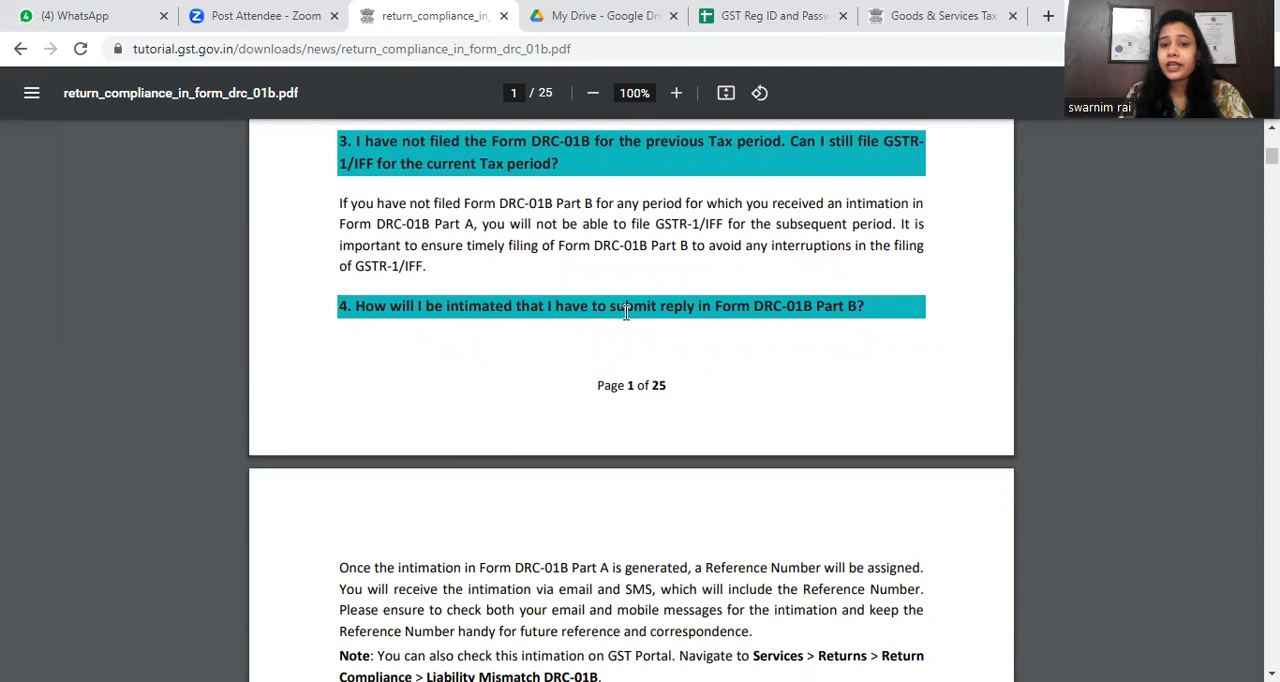 (4) WhatsApp
Post Attendee - Zoom
return_compliance_in_
My Drive - Google Dri
GST Reg ID and Passw
Goods & Services Tax
tutorial.gst.gov.in/downloads/news/return_compliance_in_form_drc_01b.pdf
swarnim rai
return_compliance_in_form_drc_01b.pdf
1 / 25
100%
3. I have not filed the Form DRC-01B for the previous Tax period. Can I still file GSTR-
1/IFF for the current Tax period?
If you have not filed Form DRC-01B Part B for any period for which you received an intimation in
Form DRC-01B Part A, you will not be able to file GSTR-1/IFF for the subsequent period. It is
important to ensure timely filing of Form DRC-01B Part B to avoid any interruptions in the filing
of GSTR-1/IFF.
4. How will I be intimated that I have to submit reply in Form DRC-01B Part B?
Page 1 of 25
Once the intimation in Form DRC-01B Part A is generated, a Reference Number will be assigned.
You will receive the intimation via email and SMS, which will include the Reference Number.
Please ensure to check both your email and mobile messages for the intimation and keep the
Reference Number handy for future reference and correspondence.
Note: You can also check this intimation on GST Portal. Navigate to Services > Returns > Return
Compliance > Liability Mismatch DRC-01B.